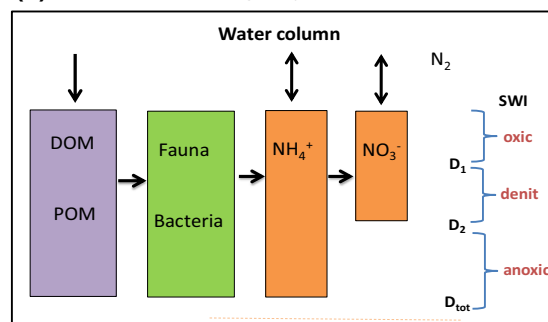 Water column
N₂
SWI
DOM
Fauna
NH₄⁺
NO₃⁻
oxic
D₁
denit
POM
Bacteria
D₂
anoxic
Dₜₒₜ